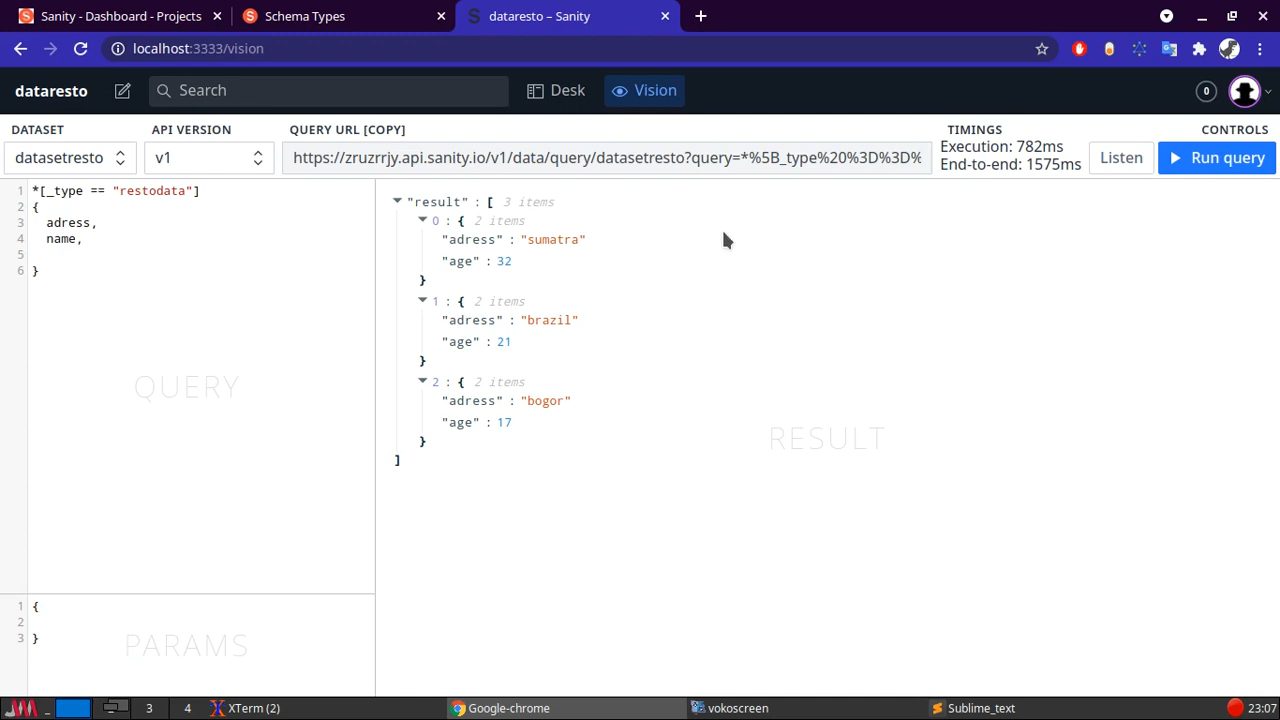 Sanity - Dashboard - Projects
Schema Types
dataresto – Sanity
localhost:3333/vision
dataresto
Search
Desk
Vision
0
DATASET
API VERSION
QUERY URL [COPY]
TIMINGS
CONTROLS
datasetresto
v1
https://zruzrrjy.api.sanity.io/v1/data/query/datasetresto?query=*%5B_type%20%3D%3D%
Execution: 782ms
End-to-end: 1575ms
Listen
Run query
1 *[_type == "restodata"]
2 {
3 adress,
4 name,
5
6 }
QUERY
"result" : [ 3 items
0 : { 2 items
"adress" : "sumatra"
"age" : 32
}
1 : { 2 items
"adress" : "brazil"
"age" : 21
}
2 : { 2 items
"adress" : "bogor"
"age" : 17
}
]
RESULT
1 {
2
3 }
PARAMS
3
4
XTerm (2)
Google-chrome
vokoscreen
Sublime_text
23:07